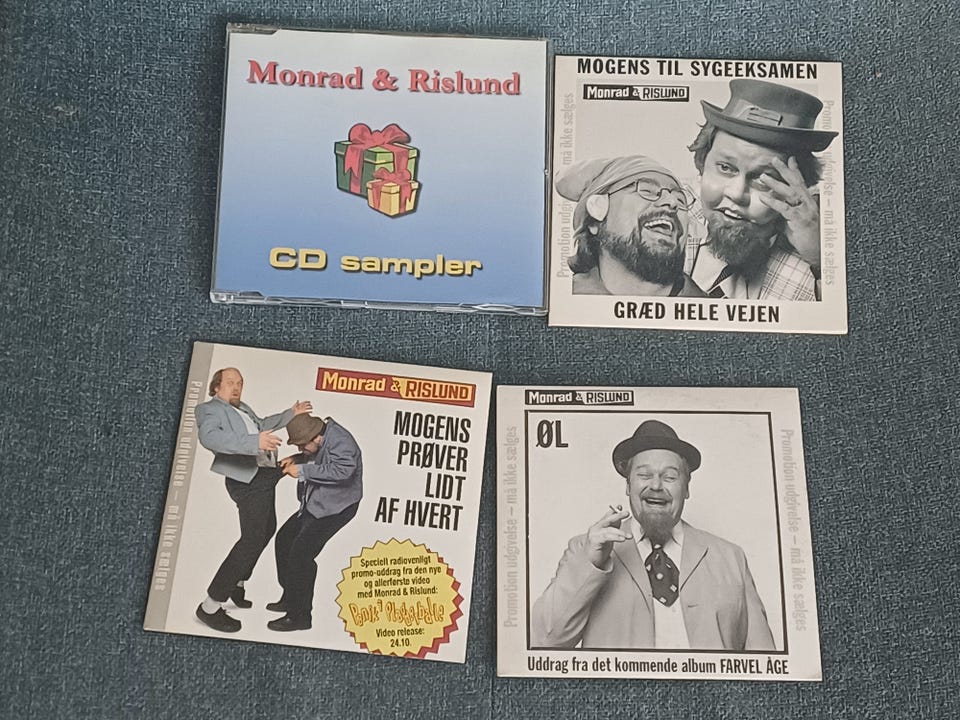 Monrad & Rislund
CD sampler
MOGENS TIL SYGEEKSAMEN
Monrad & RISLUND
Promotion udgivelse – må ikke sælges
Promotion udgivelse – må ikke sælges
GRÆD HELE VEJEN
Promotion udgivelse – må ikke sælges
Monrad & RISLUND
MOGENS
PRØVER
LIDT
AF HVERT
Specielt radiovenligt
promo-uddrag fra den nye
og allerførste video
med Monrad & Rislund:
Video release:
24.10.
Monrad & RISLUND
ØL
Promotion udgivelse – må ikke sælges
Promotion udgivelse – må ikke sælges
Uddrag fra det kommende album FARVEL ÅGE